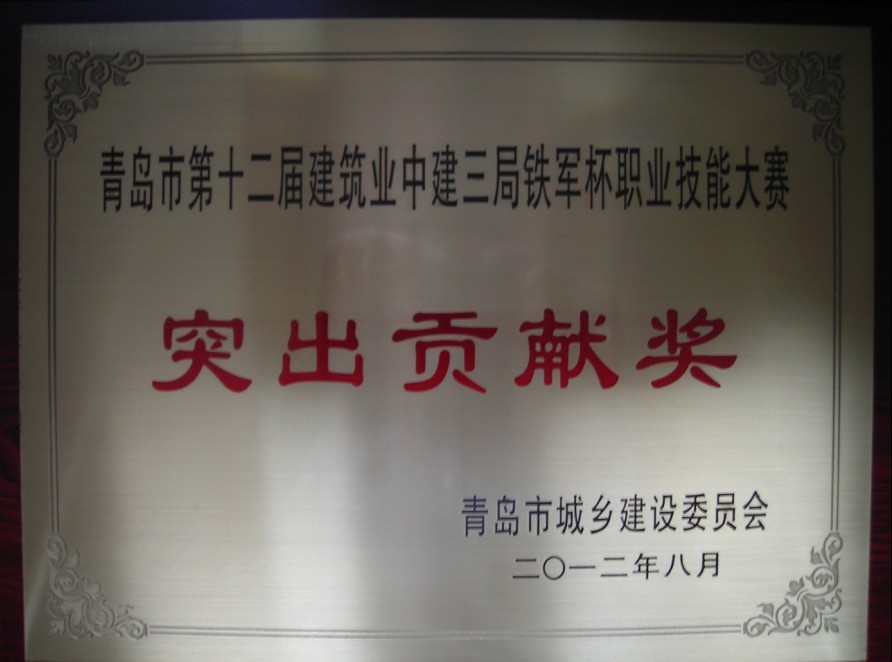 青岛市第十二届建筑业中建三局铁军杯职业技能大赛
突出贡献奖
青岛市城乡建设委员会
二〇一二年八月